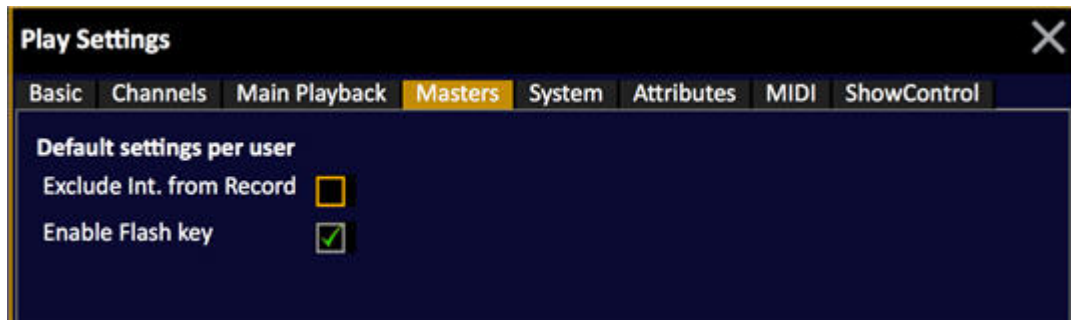 Play Settings
Basic Channels Main Playback Masters System Attributes MIDI ShowControl
Default settings per user
Exclude Int. from Record
Enable Flash key